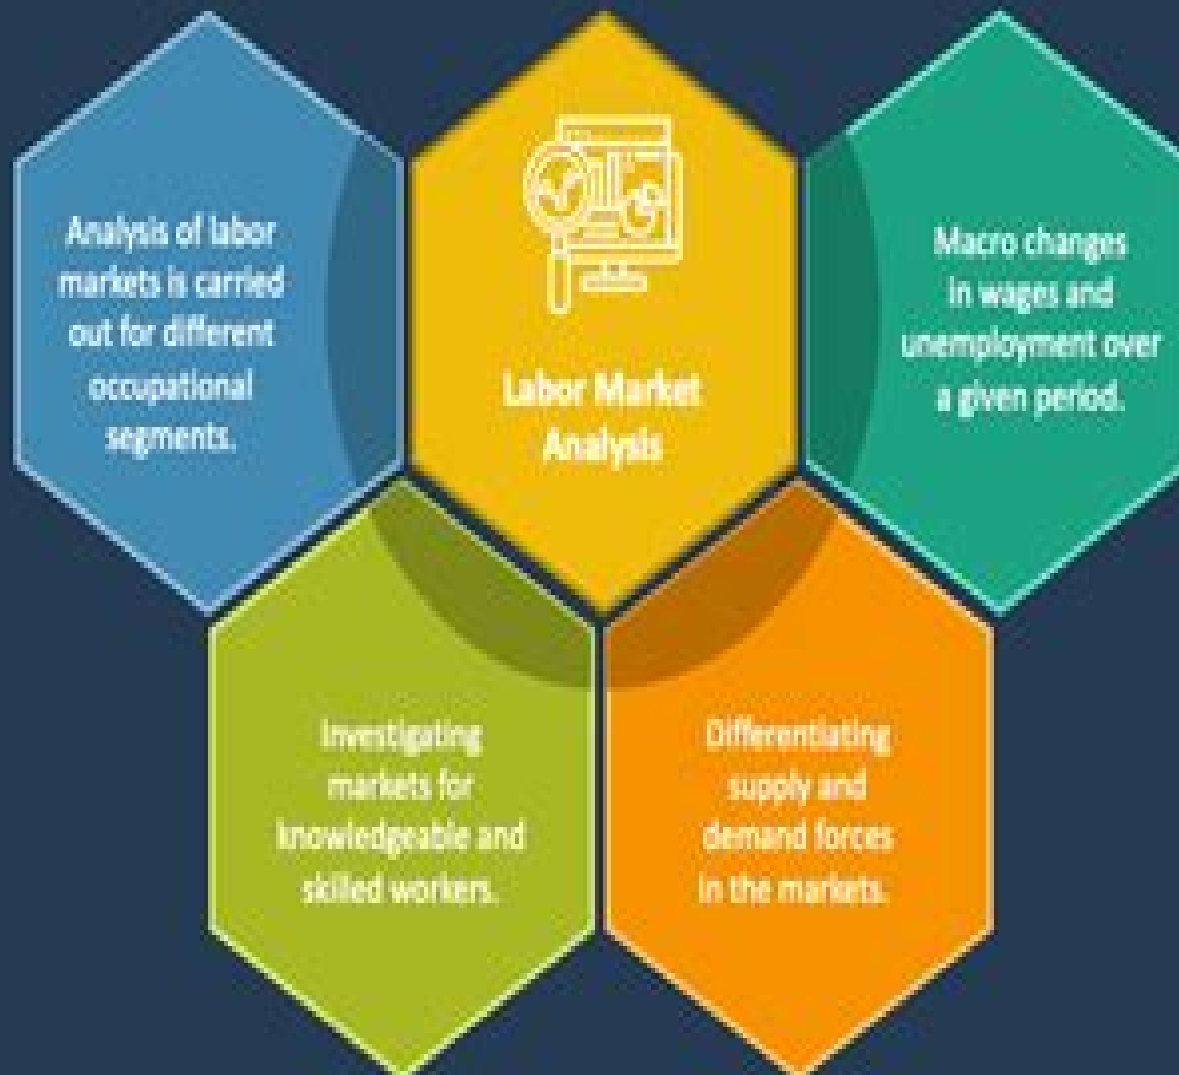 Analysis of labor
markets is carried
out for different
occupational
segments.
Labor Market
Analysis
Macro changes
in wages and
unemployment over
a given period.
Investigating
markets for
knowledgeable and
skilled workers.
Differentiating
supply and
demand forces
in the markets.